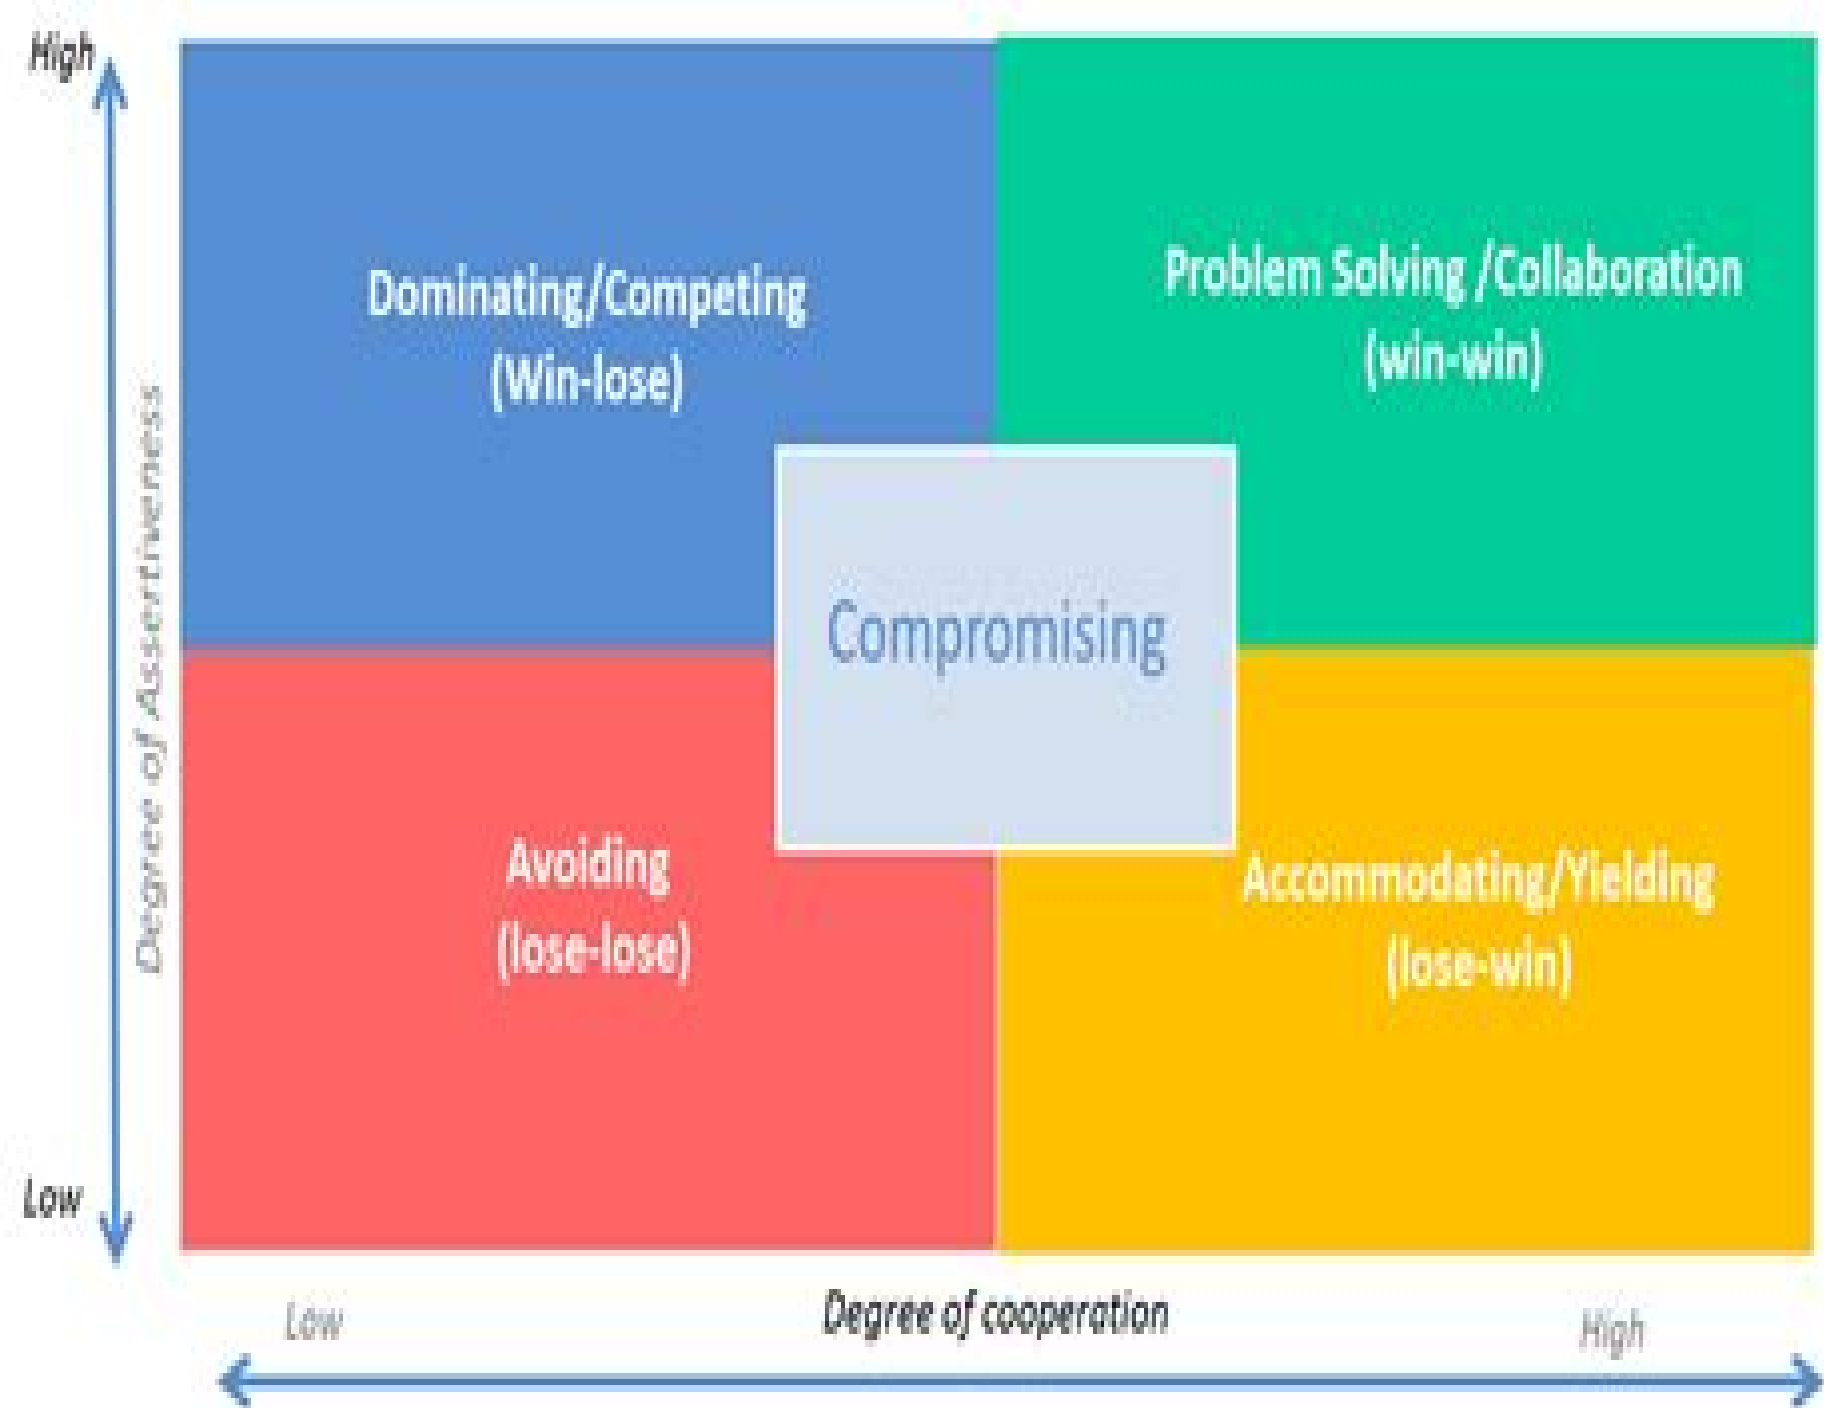 High
Dominating/Competing
(Win-lose)
Problem Solving /Collaboration
(win-win)
Degree of Assertiveness
Compromising
Avoiding
(lose-lose)
Accommodating/Yielding
(lose-win)
Low
Low
Degree of cooperation
High